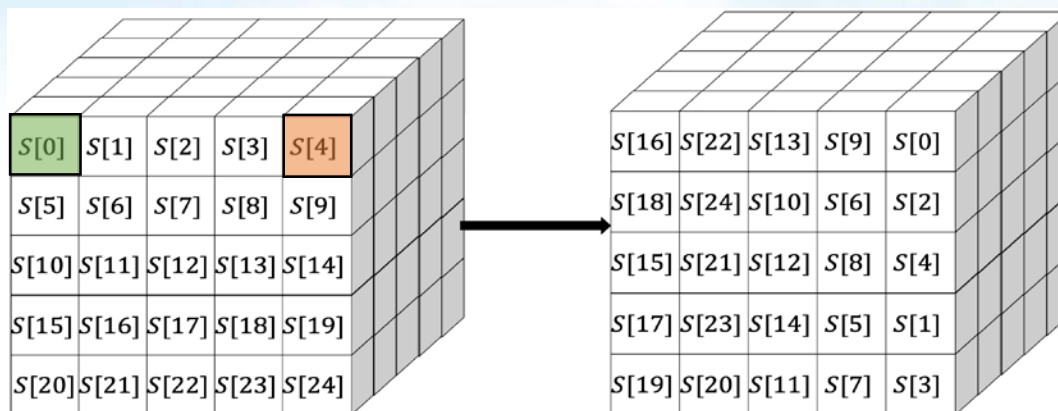 S[0] S[1] S[2] S[3] S[4]
S[5] S[6] S[7] S[8] S[9]
S[10] S[11] S[12] S[13] S[14]
S[15] S[16] S[17] S[18] S[19]
S[20] S[21] S[22] S[23] S[24]
S[16] S[22] S[13] S[9] S[0]
S[18] S[24] S[10] S[6] S[2]
S[15] S[21] S[12] S[8] S[4]
S[17] S[23] S[14] S[5] S[1]
S[19] S[20] S[11] S[7] S[3]